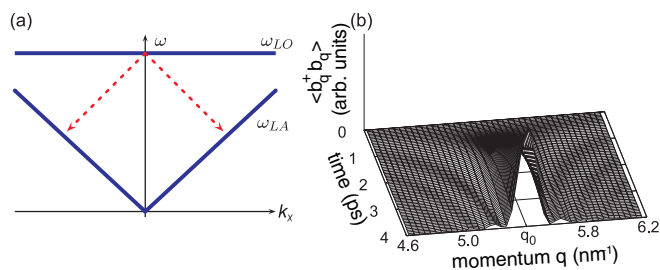 (a)
ω
ω_LO
ω_LA
k_x
(b)
<b_q^+ b_q>
(arb. units)
0
1
2
3
4
time (ps)
4.6
5.0
q_0
5.8
6.2
momentum q (nm^1)